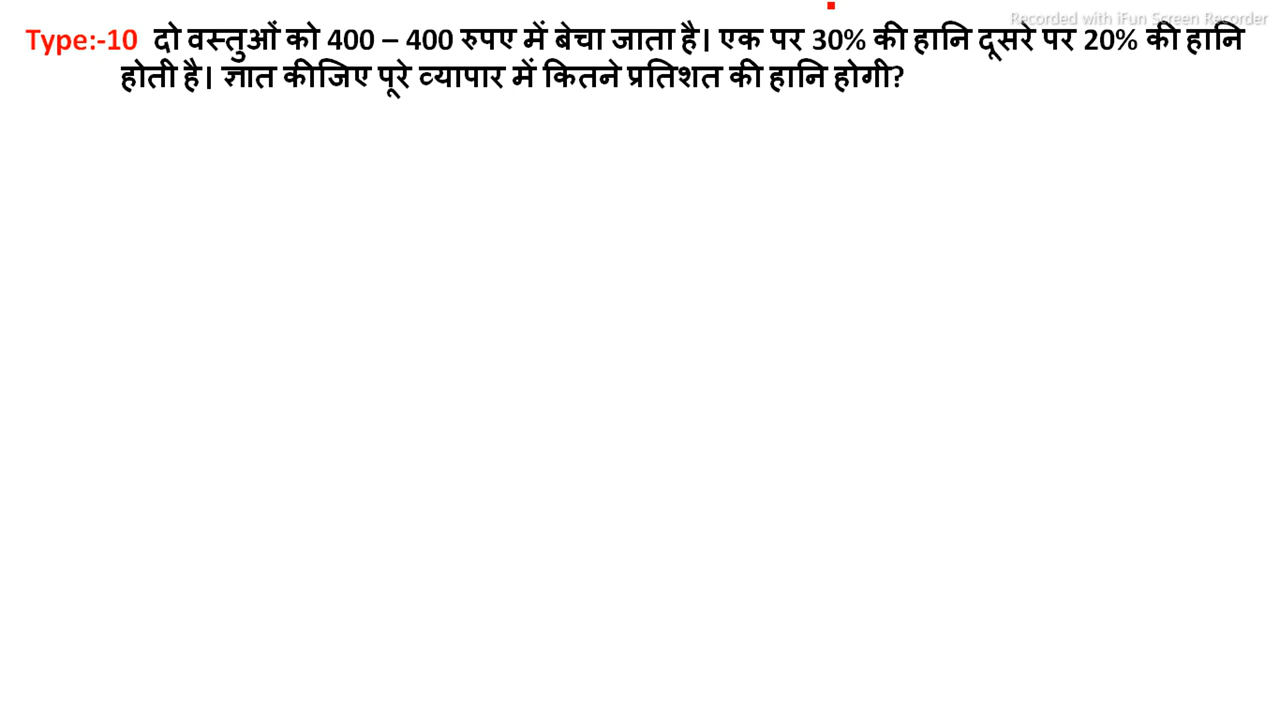 Recorded with iFun Screen Recorder
Type:-10 दो वस्तुओं को 400 – 400 रुपए में बेचा जाता है। एक पर 30% की हानि दूसरे पर 20% की हानि
होती है। ज्ञात कीजिए पूरे व्यापार में कितने प्रतिशत की हानि होगी?